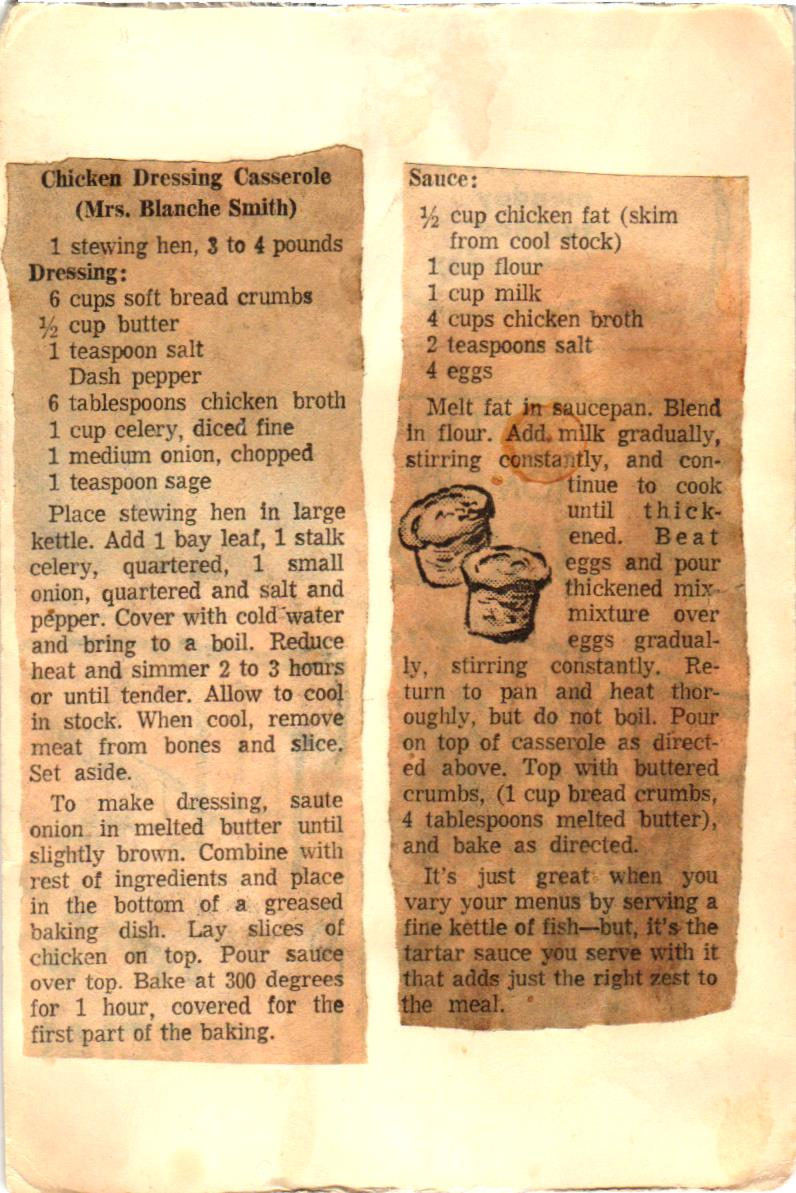 Chicken Dressing Casserole
(Mrs. Blanche Smith)
1 stewing hen, 3 to 4 pounds
Dressing:
6 cups soft bread crumbs
½ cup butter
1 teaspoon salt
Dash pepper
6 tablespoons chicken broth
1 cup celery, diced fine
1 medium onion, chopped
1 teaspoon sage
Place stewing hen in large
kettle. Add 1 bay leaf, 1 stalk
celery, quartered, 1 small
onion, quartered and salt and
pepper. Cover with cold water
and bring to a boil. Reduce
heat and simmer 2 to 3 hours
or until tender. Allow to cool
in stock. When cool, remove
meat from bones and slice.
Set aside.
To make dressing, saute
onion in melted butter until
slightly brown. Combine with
rest of ingredients and place
in the bottom of a greased
baking dish. Lay slices of
chicken on top. Pour sauce
over top. Bake at 300 degrees
for 1 hour, covered for the
first part of the baking.
Sauce:
½ cup chicken fat (skim
from cool stock)
1 cup flour
1 cup milk
4 cups chicken broth
2 teaspoons salt
4 eggs
Melt fat in saucepan. Blend
in flour. Add milk gradually,
stirring constantly, and con-
tinue to cook
until thick-
ened. Beat
eggs and pour
thickened mix-
mixture over
eggs gradual-
ly, stirring constantly. Re-
turn to pan and heat thor-
oughly, but do not boil. Pour
on top of casserole as direct-
ed above. Top with buttered
crumbs, (1 cup bread crumbs,
4 tablespoons melted butter),
and bake as directed.
It's just great when you
vary your menus by serving a
fine kettle of fish—but, it's the
tartar sauce you serve with it
that adds just the right zest to
the meal.